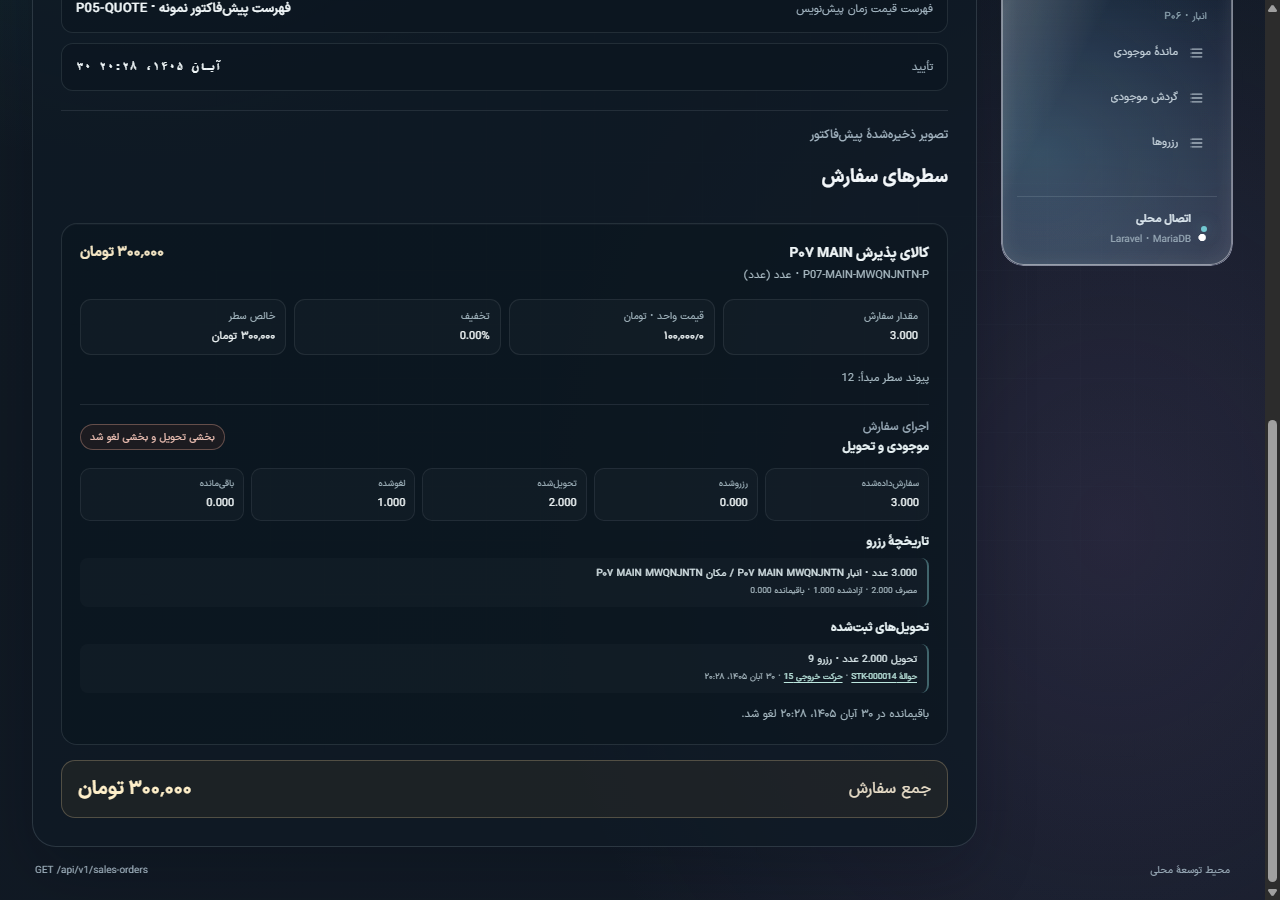 انبار • P۰۶
ماندهٔ موجودی
گردش موجودی
رزروها
اتصال محلی
Laravel • MariaDB
فهرست قیمت زمان پیش‌نویس
فهرست پیش‌فاکتور نمونه - P05-QUOTE
تأیید
۳۰ آبان ۱۴۰۵، ۲۰:۲۸
تصویر ذخیره‌شدهٔ پیش‌فاکتور
سطرهای سفارش
کالای پذیرش P۰V MAIN
۳۰۰٬۰۰۰ تومان
P07-MAIN-MWQNJNTN-P • عدد (عدد)
مقدار سفارش
3.000
قیمت واحد • تومان
۱۰۰٬۰۰۰٫۰
تخفیف
0.00%
خالص سطر
۳۰۰٬۰۰۰ تومان
پیوند سطر مبدأ: 12
اجرای سفارش
موجودی و تحویل
بخشی تحویل و بخشی لغو شد
سفارش‌داده‌شده
3.000
رزروشده
0.000
تحویل‌شده
2.000
لغوشده
1.000
باقی‌مانده
0.000
تاریخچهٔ رزرو
3.000 عدد • انبار P۰V MAIN MWQNJNTN / مکان P۰V MAIN MWQNJNTN
مصرف 2.000 • آزادشده 1.000 • باقیمانده 0.000
تحویل‌های ثبت‌شده
تحویل 2.000 عدد • رزرو 9
حوالهٔ STK-000014 • حرکت خروجی 15 • ۳۰ آبان ۱۴۰۵، ۲۰:۲۸
باقیمانده در ۳۰ آبان ۱۴۰۵، ۲۰:۲۸ لغو شد.
جمع سفارش
۳۰۰٬۰۰۰ تومان
محیط توسعهٔ محلی
GET /api/v1/sales-orders